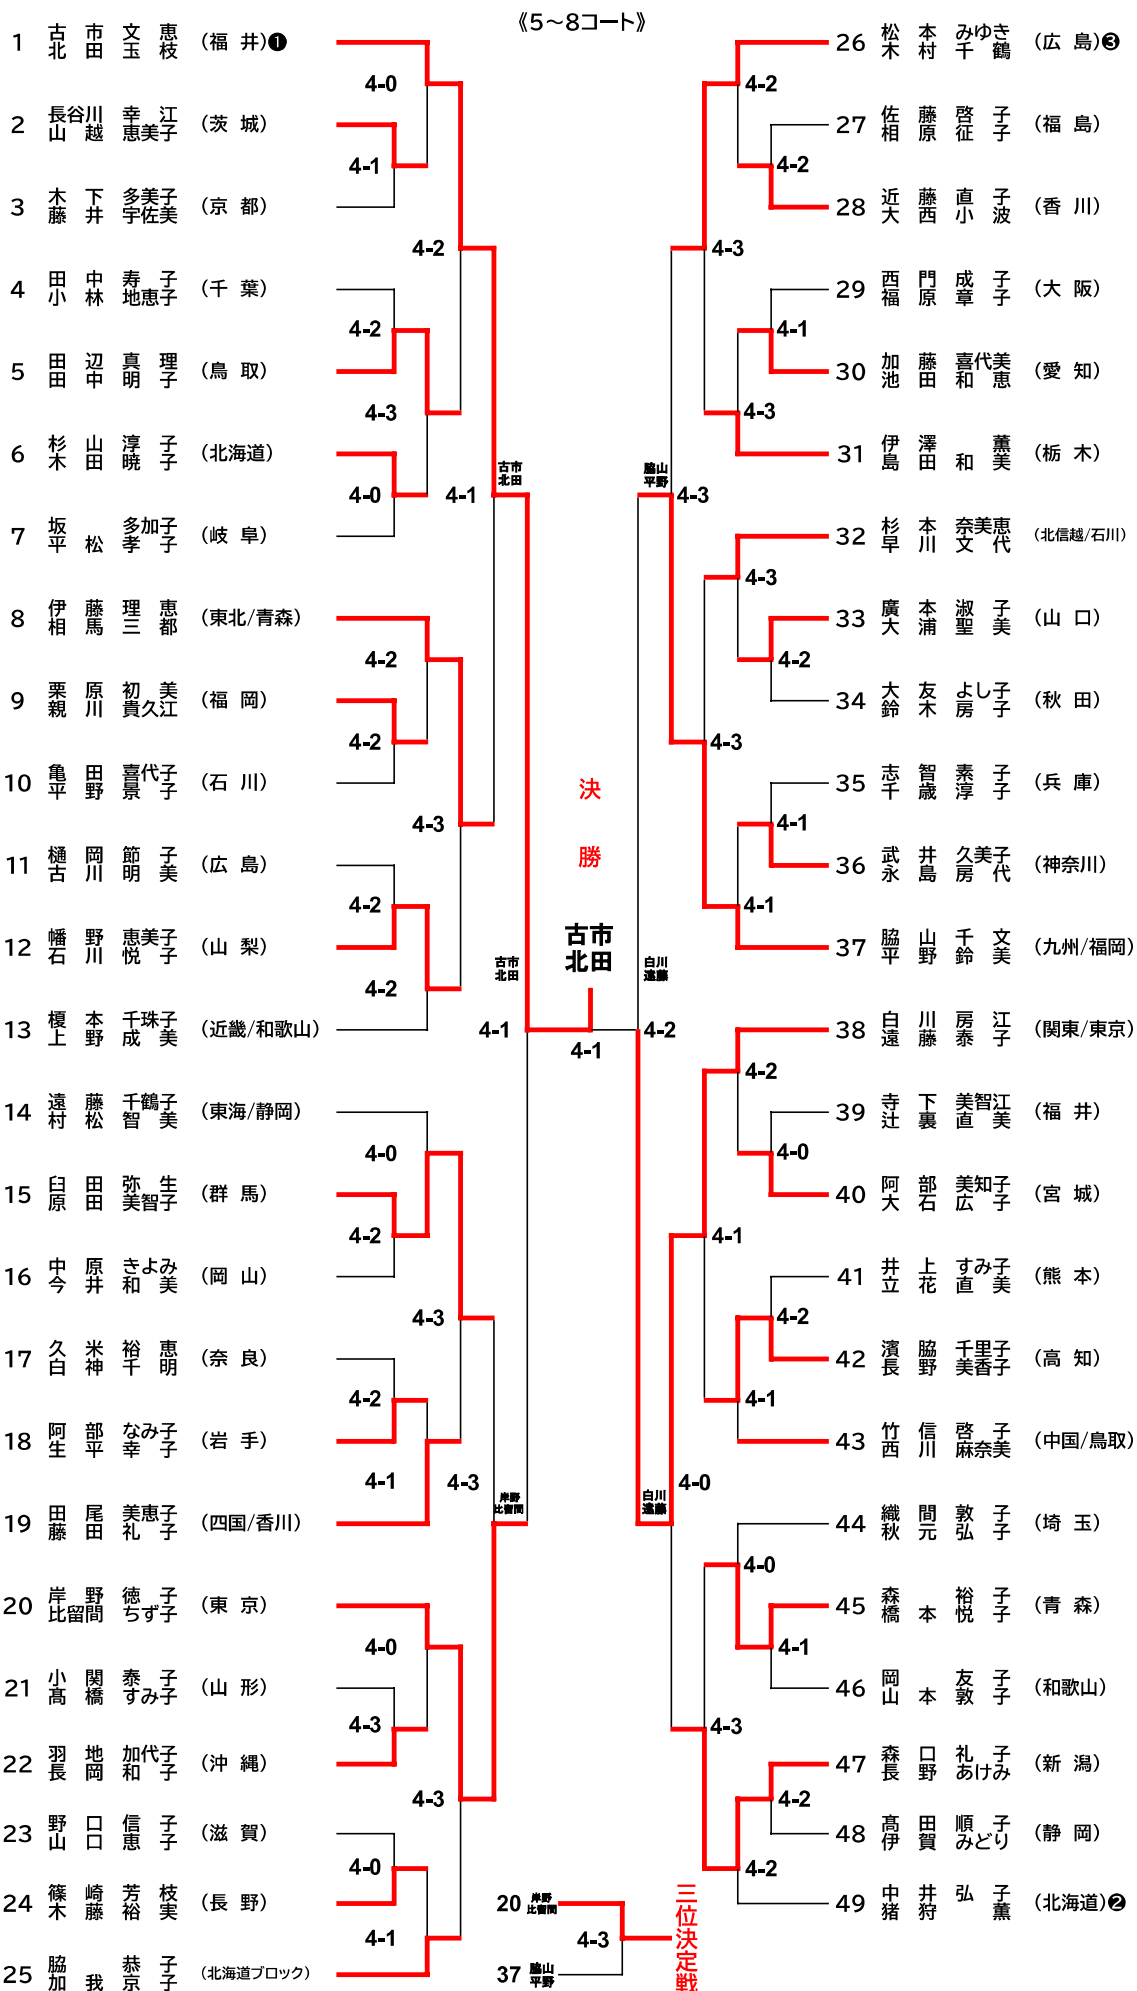 《5～8コート》
1 古市 文恵 (福井)❶
北田 玉枝
4-0
2 長谷川 幸江 (茨城)
山越 恵美子
4-1
3 木下 多美子 (京都)
藤井 宇佐美
4-2
4 田中 寿子 (千葉)
小林 地恵子
4-2
5 田辺 真理 (鳥取)
田中 明子
4-3
6 杉山 淳子 (北海道)
木田 暁子
4-0
7 坂 多加子 (岐阜)
平松 孝子
4-1
古市
北田
8 伊藤 理恵 (東北/青森)
相馬 三都
4-2
9 栗原 初美 (福岡)
親川 貴久江
4-2
10 亀田 喜代子 (石川)
平野 景子
4-3
11 樋岡 節子 (広島)
古川 明美
4-2
12 幡野 恵美子 (山梨)
石川 悦子
4-2
13 榎本 千珠子 (近畿/和歌山)
上野 成美
古市
北田
4-1
14 遠藤 千鶴子 (東海/静岡)
村松 智美
4-0
15 臼田 弥生 (群馬)
原田 美智子
4-2
16 中原 きよみ (岡山)
今井 和美
4-3
17 久米 裕恵 (奈良)
白神 千明
4-2
18 阿部 なみ子 (岩手)
生平 幸子
4-1
19 田尾 美恵子 (四国/香川)
藤田 礼子
4-3
岸野
比留間
20 岸野 徳子 (東京)
比留間 ちず子
4-0
21 小関 泰子 (山形)
髙橋 すみ子
4-3
22 羽地 加代子 (沖縄)
長岡 和子
4-3
23 野口 信子 (滋賀)
山口 恵子
4-0
24 篠崎 芳枝 (長野)
木藤 裕実
4-1
25 脇 恭子 (北海道ブロック)
加我 京子
決勝
古市
北田
4-1
26 松本 みゆき (広島)❸
木村 千鶴
4-2
27 佐藤 啓子 (福島)
相原 征子
4-2
28 近藤 直子 (香川)
大西 小波
4-3
29 西門 成子 (大阪)
福原 章子
4-1
30 加藤 喜代美 (愛知)
池田 和恵
4-3
31 伊澤 薫 (栃木)
島田 和美
脇山
平野
4-3
32 杉本 奈美恵 (北信越/石川)
早川 文代
4-3
33 廣本 淑子 (山口)
大浦 聖美
4-2
34 大友 よし子 (秋田)
鈴木 房子
4-3
35 志智 素子 (兵庫)
千歳 淳子
4-1
36 武井 久美子 (神奈川)
永島 房代
4-1
37 脇山 千文 (九州/福岡)
平野 鈴美
白川
遠藤
4-2
38 白川 房江 (関東/東京)
遠藤 泰子
4-2
39 寺下 美智江 (福井)
辻裏 直美
4-0
40 阿部 美知子 (宮城)
大石 広子
4-1
41 井上 すみ子 (熊本)
立花 直美
4-2
42 濱脇 千里子 (高知)
長野 美香子
4-1
43 竹信 啓子 (中国/鳥取)
西川 麻奈美
白川
遠藤
4-0
44 織間 敦子 (埼玉)
秋元 弘子
4-0
45 森 裕子 (青森)
橋本 悦子
4-1
46 岡 友子 (和歌山)
山本 敦子
4-3
47 森口 礼子 (新潟)
長野 あけみ
4-2
48 髙田 順子 (静岡)
伊賀 みどり
4-2
49 中井 弘子 (北海道)❷
猪狩 薫
三位決定戦
20 岸野
比留間
4-3
37 脇山
平野